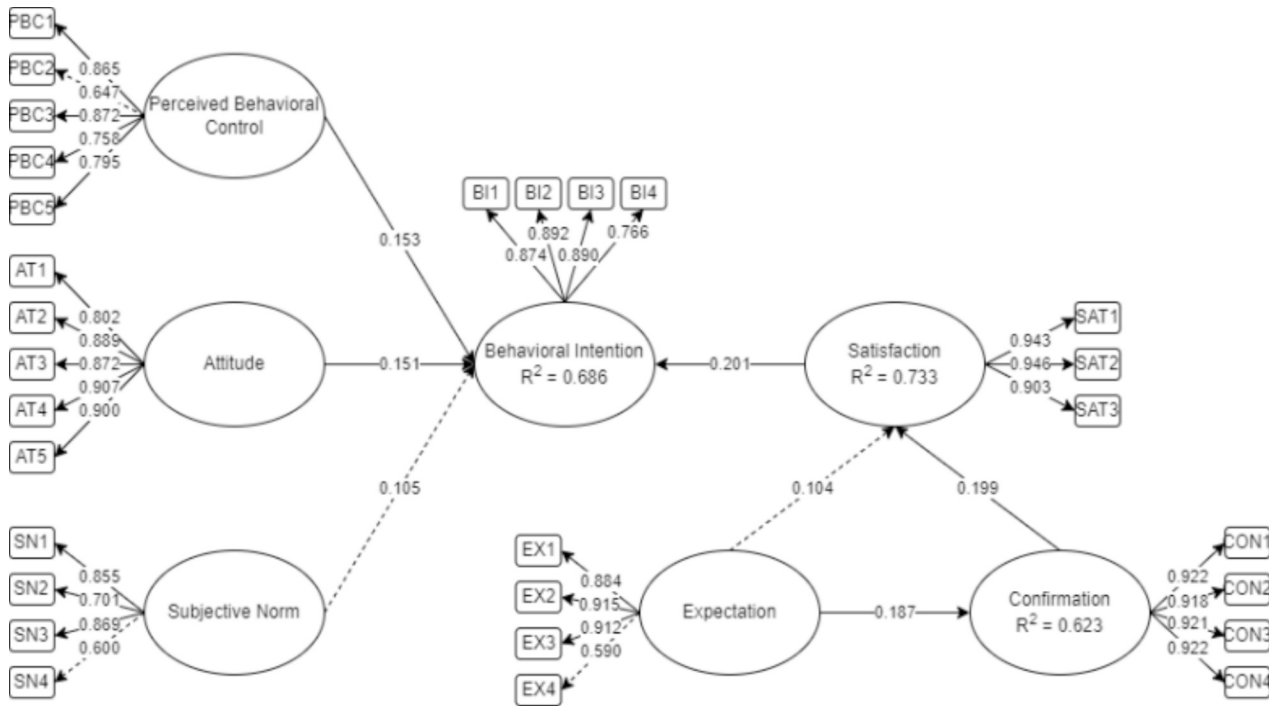 PBC1
PBC2
PBC3
PBC4
PBC5
0.865
0.647
0.872
0.758
0.795
Perceived Behavioral
Control
0.153
BI1
BI2
BI3
BI4
0.874
0.892
0.890
0.766
AT1
AT2
AT3
AT4
AT5
0.802
0.889
0.872
0.907
0.900
Attitude
0.151
Behavioral Intention
R² = 0.686
0.201
Satisfaction
R² = 0.733
0.943
0.946
0.903
SAT1
SAT2
SAT3
0.105
0.104
0.199
SN1
SN2
SN3
SN4
0.855
0.701
0.869
0.600
Subjective Norm
EX1
EX2
EX3
EX4
0.884
0.915
0.912
0.590
Expectation
0.187
Confirmation
R² = 0.623
0.922
0.918
0.921
0.922
CON1
CON2
CON3
CON4